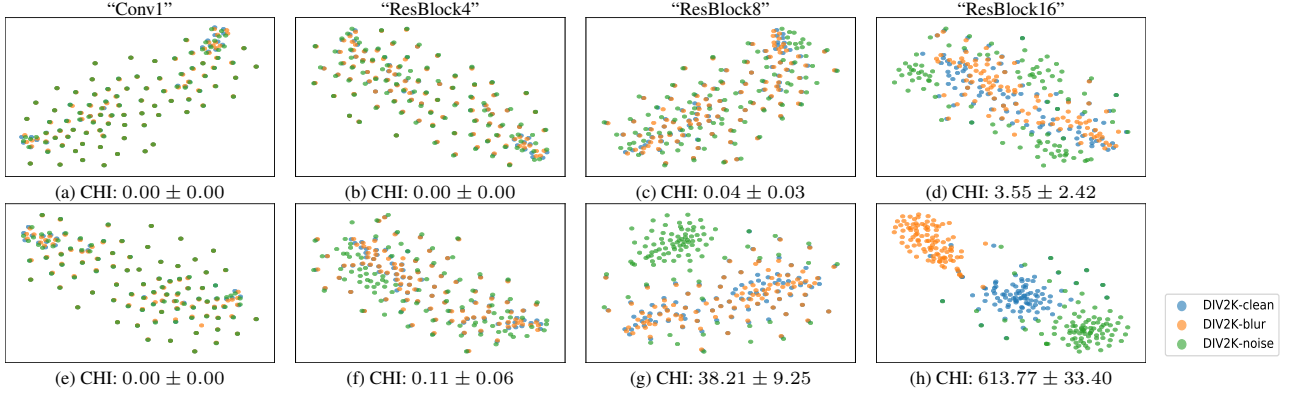 “Conv1” “ResBlock4” “ResBlock8” “ResBlock16”
(a) CHI: 0.00 ± 0.00 (b) CHI: 0.00 ± 0.00 (c) CHI: 0.04 ± 0.03 (d) CHI: 3.55 ± 2.42
DIV2K-clean
DIV2K-blur
DIV2K-noise
(e) CHI: 0.00 ± 0.00 (f) CHI: 0.11 ± 0.06 (g) CHI: 38.21 ± 9.25 (h) CHI: 613.77 ± 33.40